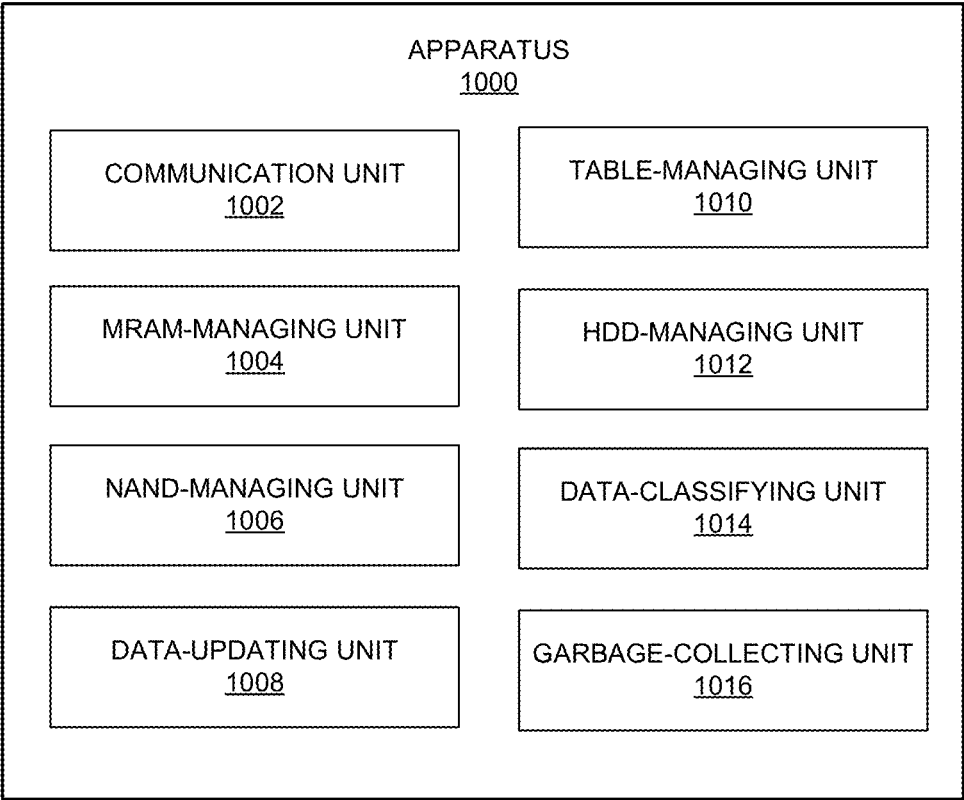 APPARATUS
1000
COMMUNICATION UNIT
1002
MRAM-MANAGING UNIT
1004
NAND-MANAGING UNIT
1006
DATA-UPDATING UNIT
1008
TABLE-MANAGING UNIT
1010
HDD-MANAGING UNIT
1012
DATA-CLASSIFYING UNIT
1014
GARBAGE-COLLECTING UNIT
1016